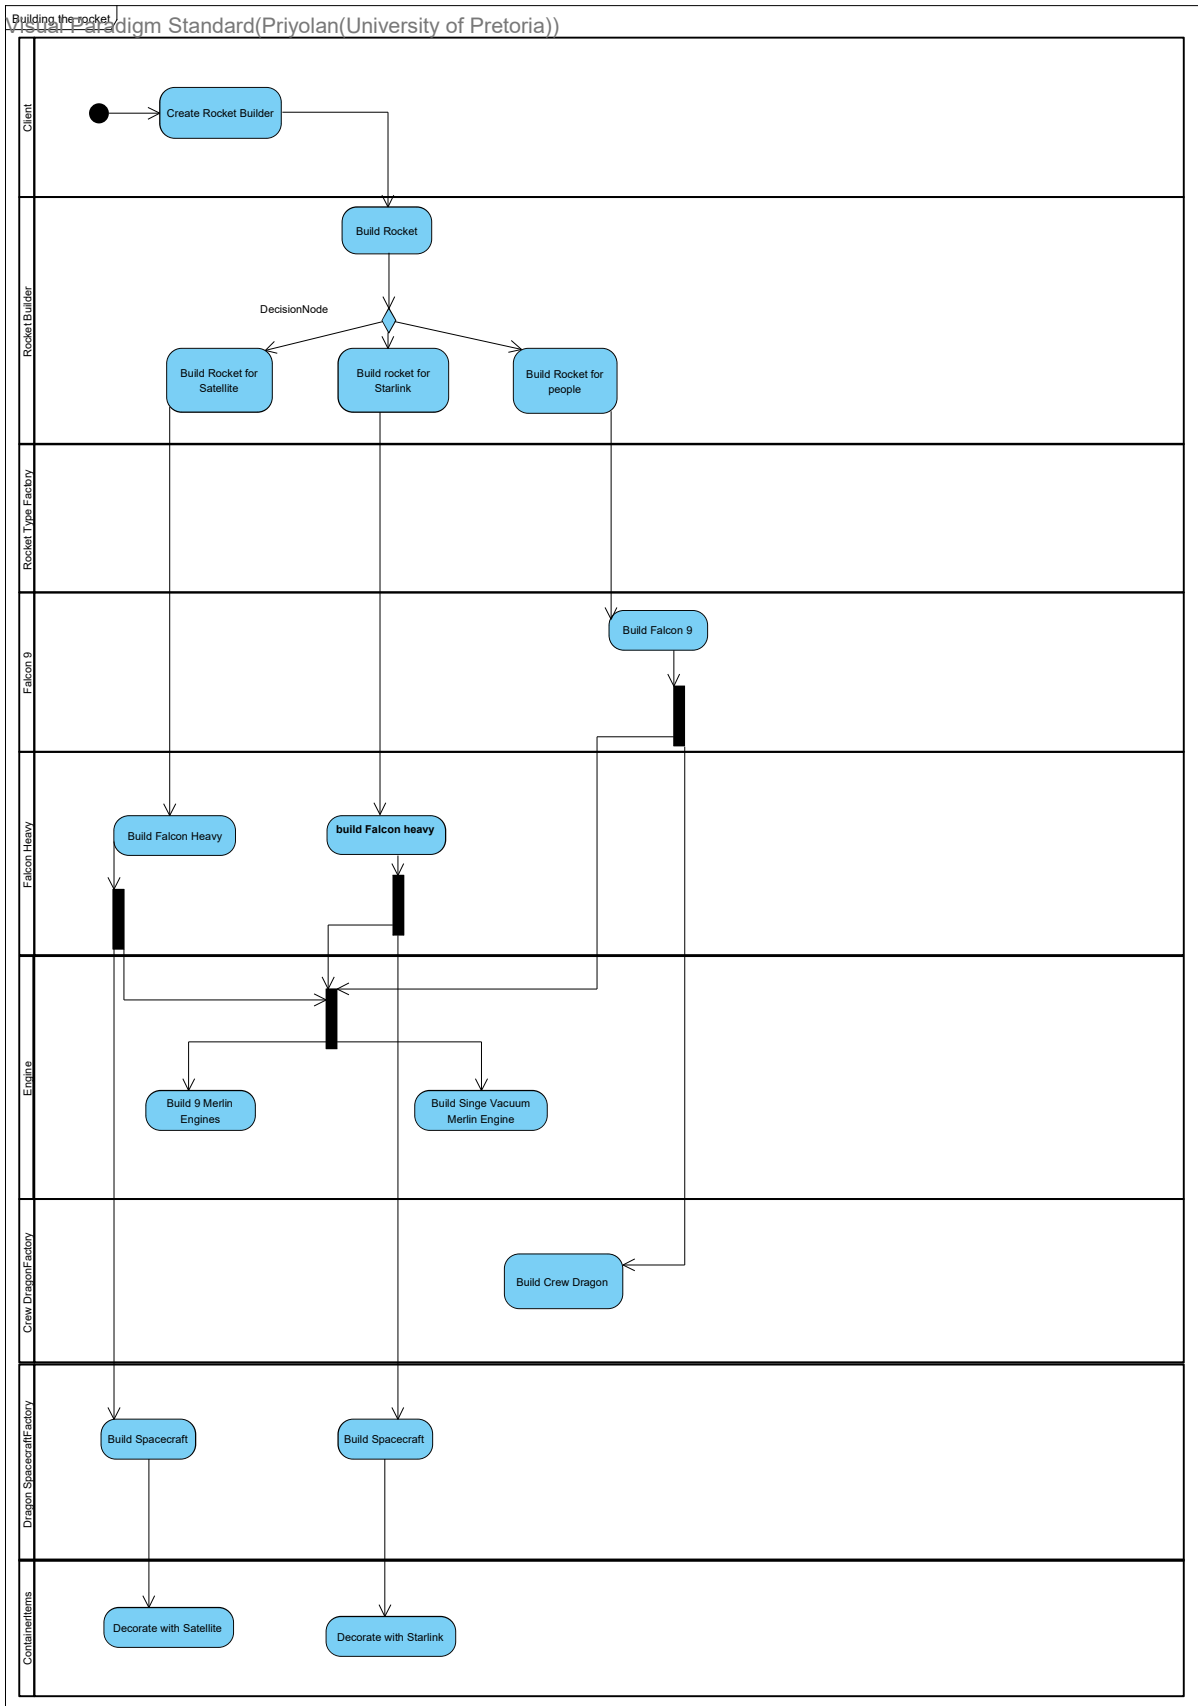 Building the rocket
Visual Paradigm Standard(Priyolan(University of Pretoria))
Client
Create Rocket Builder
Rocket Builder
Build Rocket
DecisionNode
Build Rocket for
Satellite
Build rocket for
Starlink
Build Rocket for
people
Rocket Type Factory
Falcon 9
Build Falcon 9
Falcon Heavy
Build Falcon Heavy
build Falcon heavy
Engine
Build 9 Merlin
Engines
Build Singe Vacuum
Merlin Engine
Crew DragonFactory
Build Crew Dragon
Dragon SpacecraftFactory
Build Spacecraft
Build Spacecraft
ContainerItems
Decorate with Satellite
Decorate with Starlink